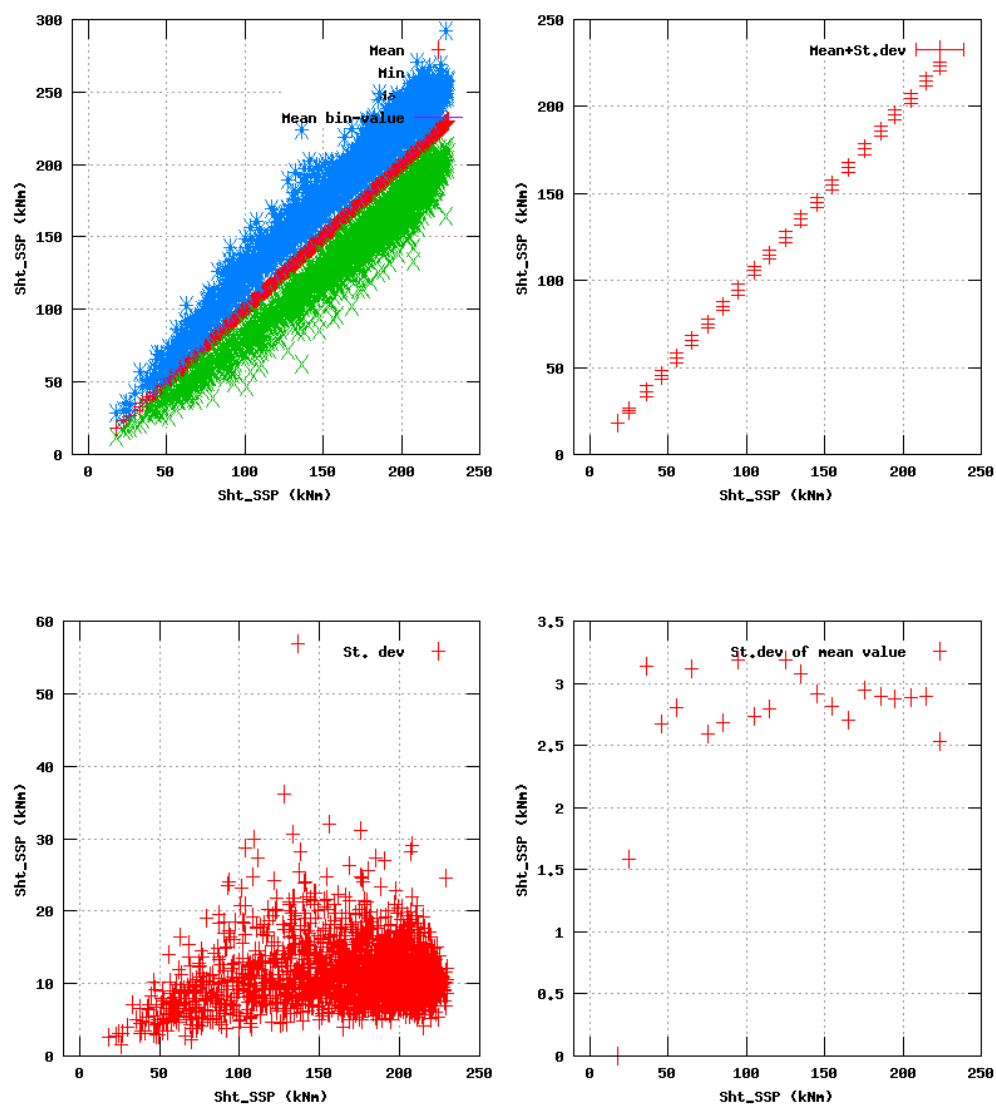 300
250
200
150
100
50
0
Mean
Min
Mean bin-value
Sht_SSP (kNm)
0 50 100 150 200 250
Sht_SSP (kNm)
250
200
150
100
50
0
Mean+St.dev
Sht_SSP (kNm)
0 50 100 150 200 250
Sht_SSP (kNm)
60
50
40
30
20
10
0
St. dev
Sht_SSP (kNm)
0 50 100 150 200 250
Sht_SSP (kNm)
3.5
3
2.5
2
1.5
1
0.5
0
St.dev of mean value
Sht_SSP (kNm)
0 50 100 150 200 250
Sht_SSP (kNm)